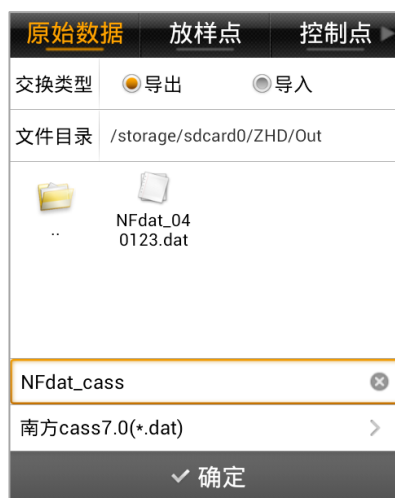 原始数据 放样点 控制点
交换类型 导出 导入
文件目录 /storage/sdcard0/ZHD/Out
.. NFdat_04
0123.dat
NFdat_cass
南方cass7.0(*.dat)
确定